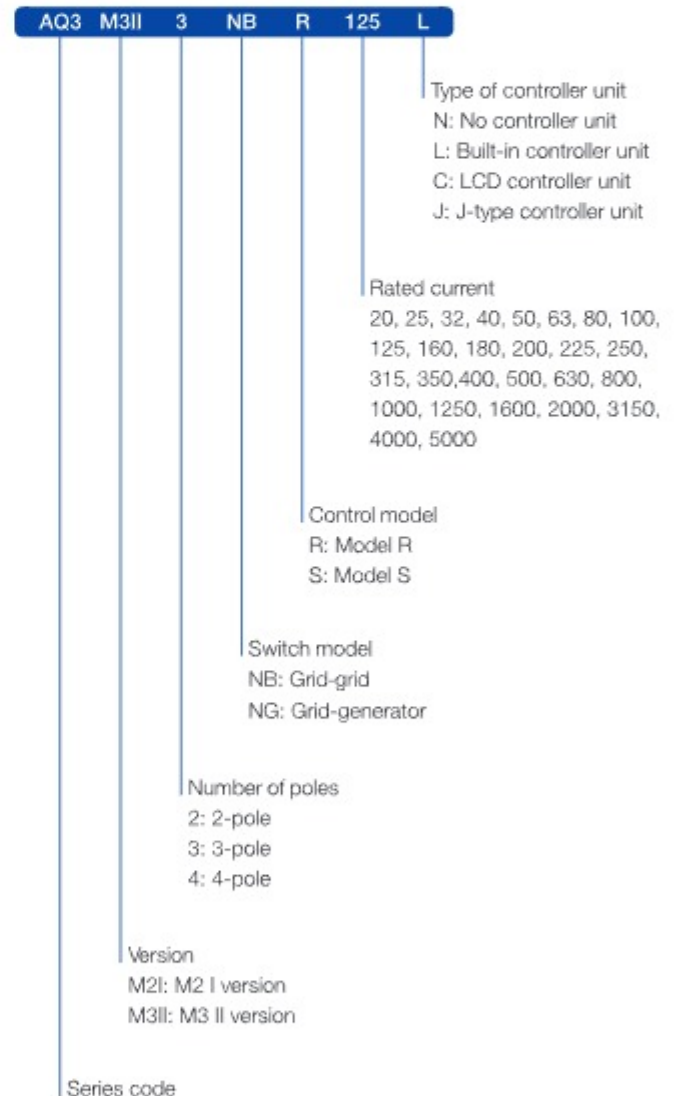 AQ3 M3II 3 NB R 125 L
Type of controller unit
N: No controller unit
L: Built-in controller unit
C: LCD controller unit
J: J-type controller unit
Rated current
20, 25, 32, 40, 50, 63, 80, 100,
125, 160, 180, 200, 225, 250,
315, 350,400, 500, 630, 800,
1000, 1250, 1600, 2000, 3150,
4000, 5000
Control model
R: Model R
S: Model S
Switch model
NB: Grid-grid
NG: Grid-generator
Number of poles
2: 2-pole
3: 3-pole
4: 4-pole
Version
M2I: M2 I version
M3II: M3 II version
Series code